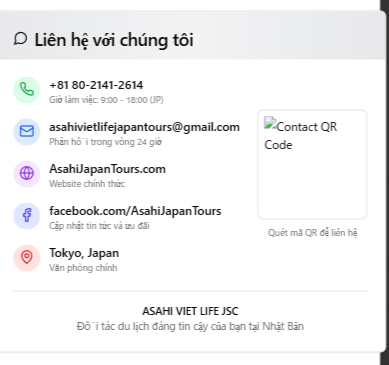 Liên hệ với chúng tôi
+81 80-2141-2614
Giờ làm việc: 9:00 - 18:00 (JP)
asahivietlifejapantours@gmail.com
Phản hồi trong vòng 24 giờ
AsahiJapanTours.com
Website chính thức
facebook.com/AsahiJapanTours
Cập nhật tin tức và ưu đãi
Tokyo, Japan
Văn phòng chính
Contact QR
Code
Quét mã QR để liên hệ
ASAHI VIET LIFE JSC
Đối tác du lịch đáng tin cậy của bạn tại Nhật Bản